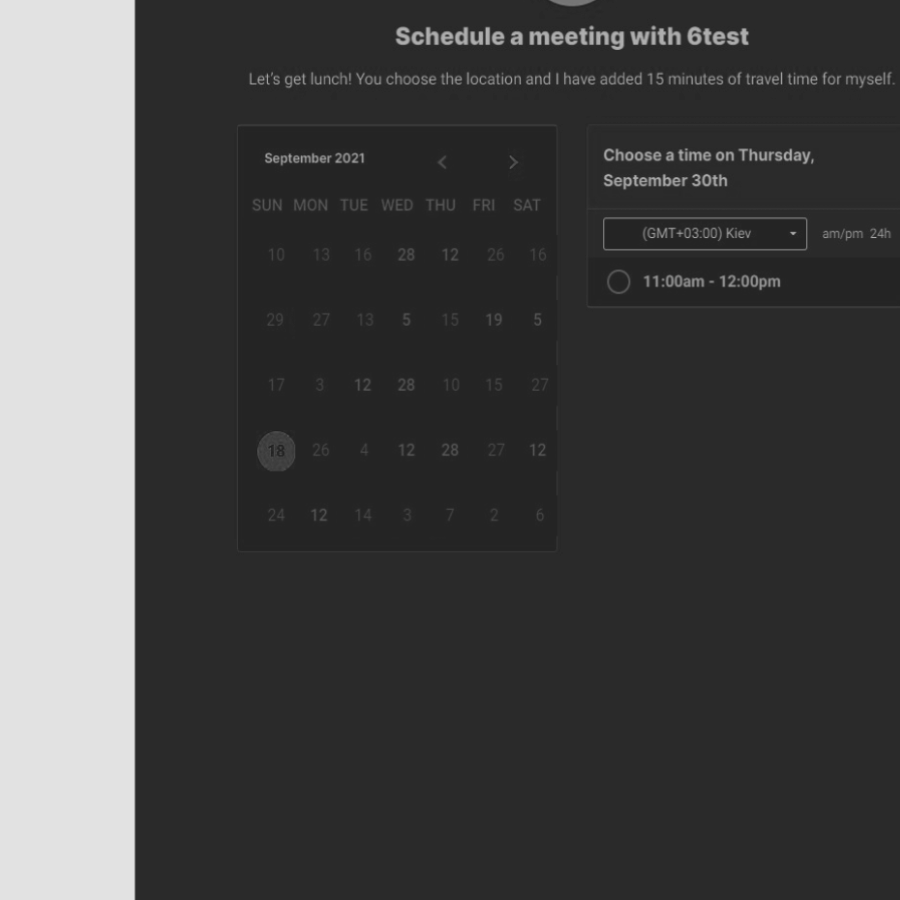 Schedule a meeting with 6test
Let's get lunch! You choose the location and I have added 15 minutes of travel time for myself.
September 2021
SUN MON TUE WED THU FRI SAT
10 13 16 28 12 26 16
29 27 13 5 15 19 5
17 3 12 28 10 15 27
18 26 4 12 28 27 12
24 12 14 3 7 2 6
Choose a time on Thursday,
September 30th
(GMT+03:00) Kiev am/pm 24h
11:00am - 12:00pm